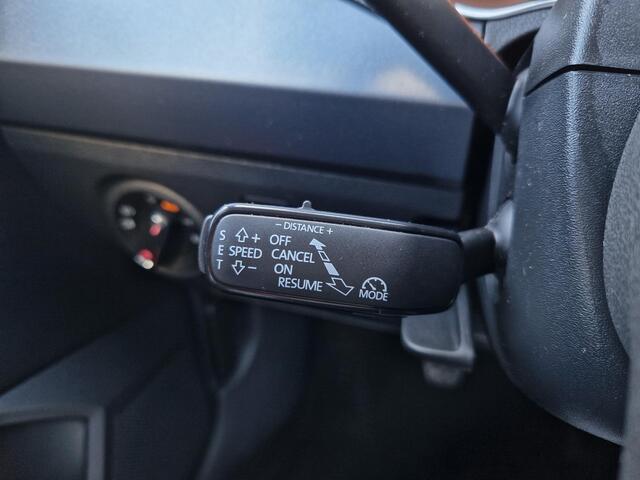 - DISTANCE +
S E T
+
SPEED
-
OFF
CANCEL
ON
RESUME
MODE